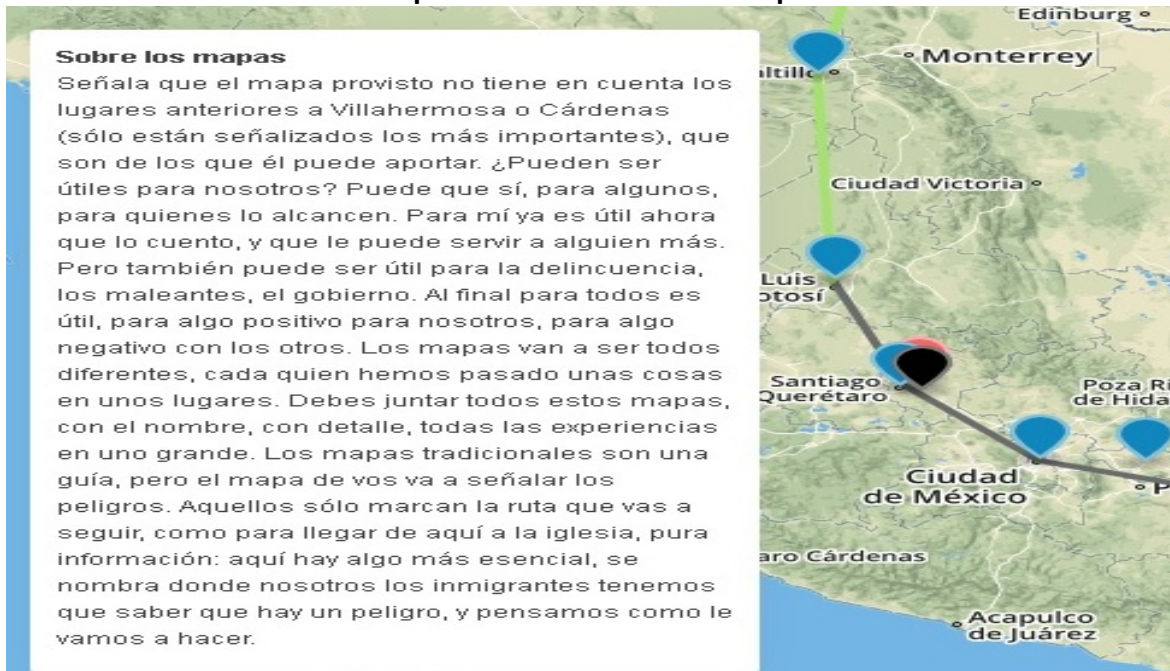 Sobre los mapas
Señala que el mapa provisto no tiene en cuenta los
lugares anteriores a Villahermosa o Cárdenas
(sólo están señalizados los más importantes), que
son de los que él puede aportar. ¿Pueden ser
útiles para nosotros? Puede que sí, para algunos,
para quienes lo alcancen. Para mí ya es útil ahora
que lo cuento, y que le puede servir a alguien más.
Pero también puede ser útil para la delincuencia,
los maleantes, el gobierno. Al final para todos es
útil, para algo positivo para nosotros, para algo
negativo con los otros. Los mapas van a ser todos
diferentes, cada quien hemos pasado unas cosas
en unos lugares. Debes juntar todos estos mapas,
con el nombre, con detalle, todas las experiencias
en uno grande. Los mapas tradicionales son una
guía, pero el mapa de vos va a señalar los
peligros. Aquellos sólo marcan la ruta que vas a
seguir, como para llegar de aquí a la iglesia, pura
información: aquí hay algo más esencial, se
nombra donde nosotros los inmigrantes tenemos
que saber que hay un peligro, y pensamos como le
vamos a hacer.
Edinburg
Monterrey
altillo
Ciudad Victoria
Luis
otosí
Santiago
Querétaro
Poza Ri
de Hida
Ciudad
de México
P
aro Cárdenas
Acapulco
de Juárez